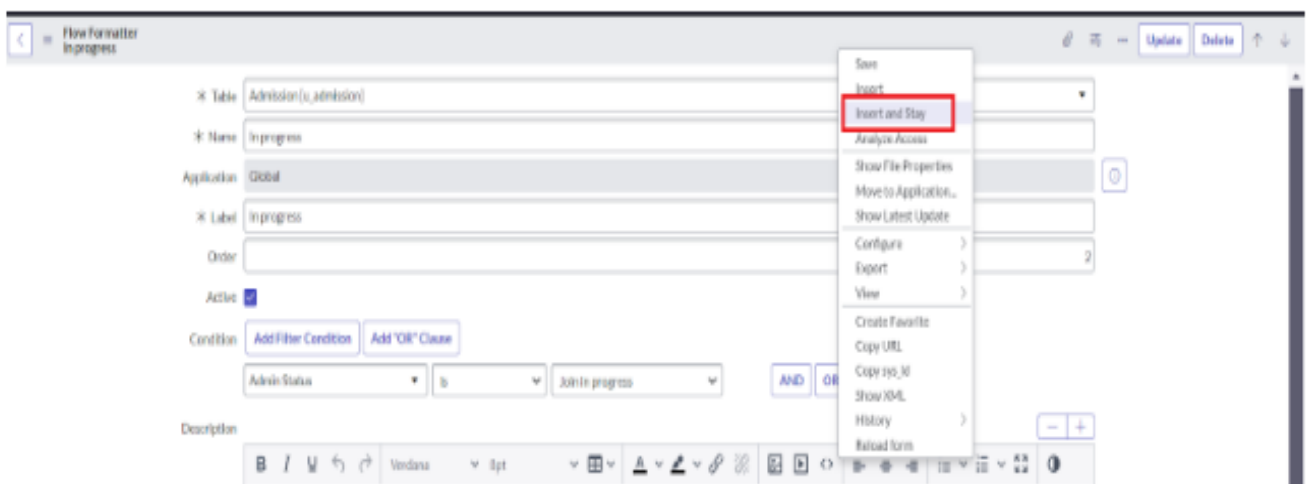 Flow Formatter
In progress
Update Delete
Table Admission (u_admission)
Name In progress
Application Global
Label In progress
Order 2
Active
Condition Add Filter Condition Add "OR" Clause
Admin Status is Join in progress AND OR
Description
B I U Verdana 8pt A
Save
Insert
Insert and Stay
Analyze Access
Show File Properties
Move to Application...
Show Latest Update
Configure
Export
View
Create Favorite
Copy URL
Copy sys_id
Show XML
History
Reload form